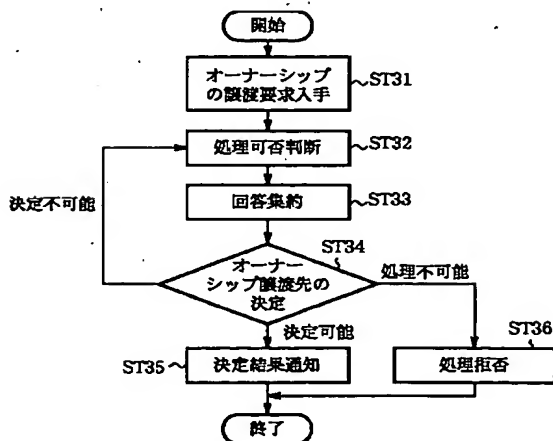 開始
オーナーシップ
の譲渡要求入手
ST31
処理可否判断
ST32
決定不可能
回答集約
ST33
ST34
オーナー
シップ譲渡先の
決定
処理不可能
決定可能
ST36
ST35
決定結果通知
処理拒否
終了